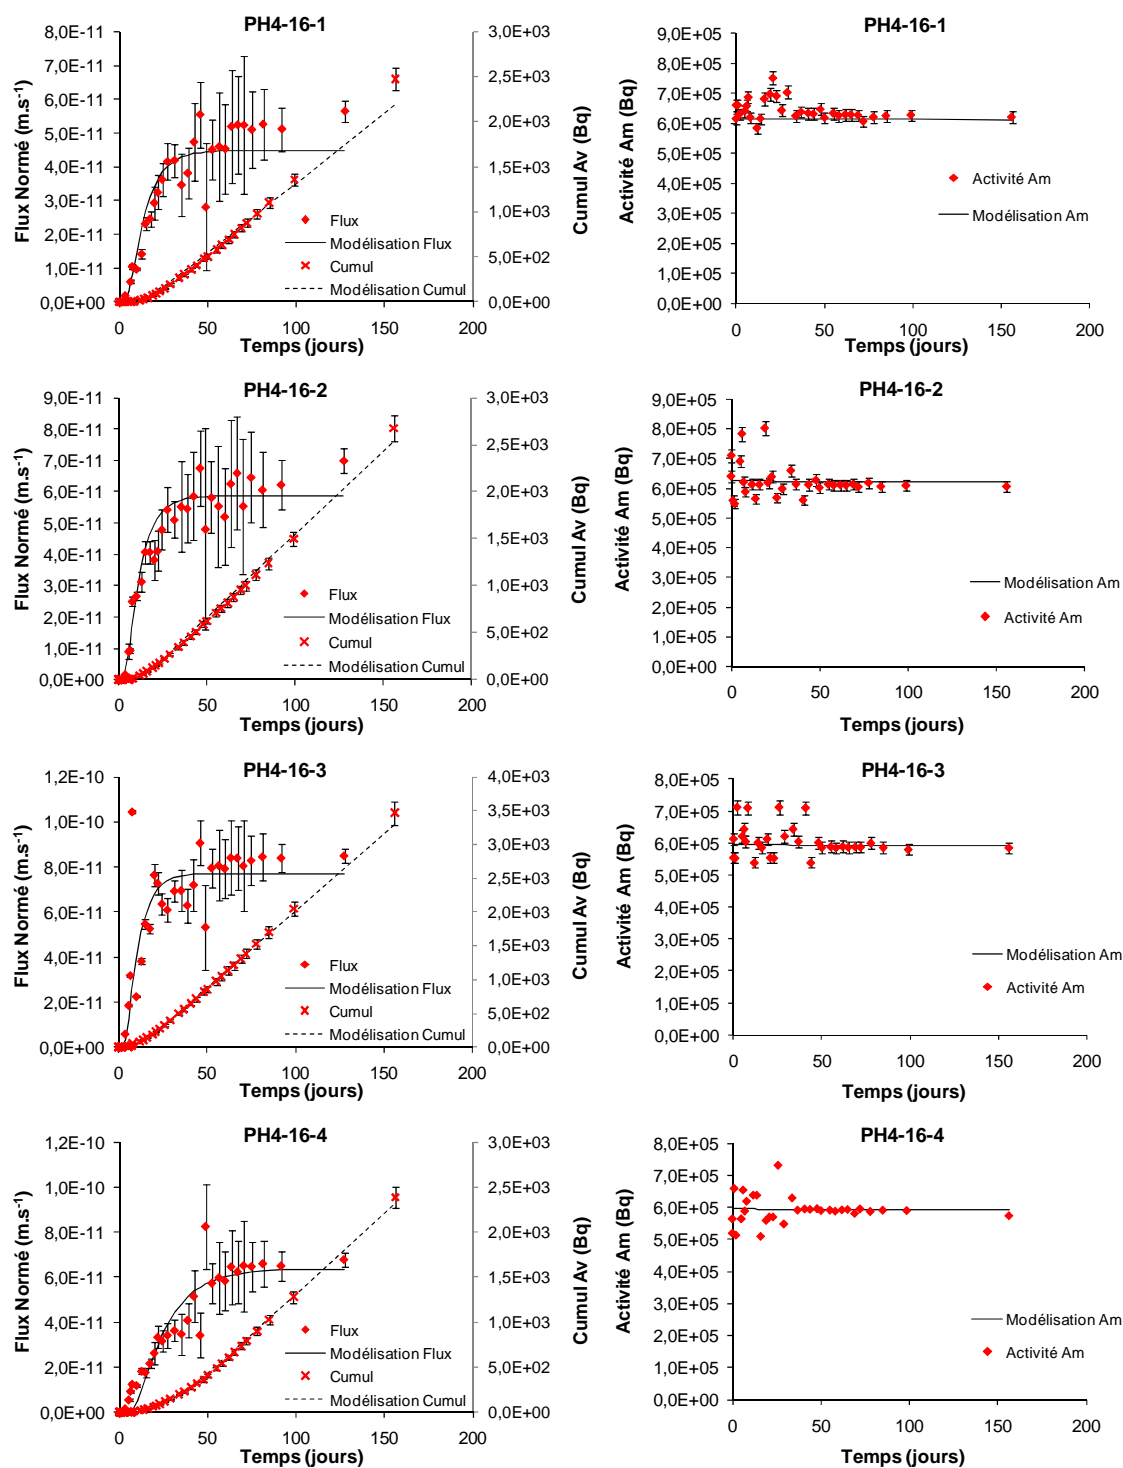 PH4-16-1
8,0E-11
7,0E-11
6,0E-11
5,0E-11
4,0E-11
3,0E-11
2,0E-11
1,0E-11
0,0E+00
Flux Normé (m.s-1)
3,0E+03
2,5E+03
2,0E+03
1,5E+03
1,0E+03
5,0E+02
0,0E+00
Cumul Av (Bq)
Flux
Modélisation Flux
Cumul
Modélisation Cumul
0 50 100 150 200
Temps (jours)
PH4-16-1
9,0E+05
8,0E+05
7,0E+05
6,0E+05
5,0E+05
4,0E+05
3,0E+05
2,0E+05
1,0E+05
0,0E+00
Activité Am (Bq)
Activité Am
Modélisation Am
0 50 100 150 200
Temps (jours)
PH4-16-2
9,0E-11
8,0E-11
7,0E-11
6,0E-11
5,0E-11
4,0E-11
3,0E-11
2,0E-11
1,0E-11
0,0E+00
Flux Normé (m.s-1)
3,0E+03
2,5E+03
2,0E+03
1,5E+03
1,0E+03
5,0E+02
0,0E+00
Cumul Av (Bq)
Flux
Modélisation Flux
Cumul
Modélisation Cumul
0 50 100 150 200
Temps (jours)
PH4-16-2
9,0E+05
8,0E+05
7,0E+05
6,0E+05
5,0E+05
4,0E+05
3,0E+05
2,0E+05
1,0E+05
0,0E+00
Activité Am (Bq)
Modélisation Am
Activité Am
0 50 100 150 200
Temps (jours)
PH4-16-3
1,2E-10
1,0E-10
8,0E-11
6,0E-11
4,0E-11
2,0E-11
0,0E+00
Flux Normé (m.s-1)
4,0E+03
3,5E+03
3,0E+03
2,5E+03
2,0E+03
1,5E+03
1,0E+03
5,0E+02
0,0E+00
Cumul Av (Bq)
Flux
Modélisation Flux
Cumul
Modélisation Cumul
0 50 100 150 200
Temps (jours)
PH4-16-3
8,0E+05
7,0E+05
6,0E+05
5,0E+05
4,0E+05
3,0E+05
2,0E+05
1,0E+05
0,0E+00
Activité Am (Bq)
Modélisation Am
Activité Am
0 50 100 150 200
Temps (jours)
PH4-16-4
1,2E-10
1,0E-10
8,0E-11
6,0E-11
4,0E-11
2,0E-11
0,0E+00
Flux Normé (m.s-1)
3,0E+03
2,5E+03
2,0E+03
1,5E+03
1,0E+03
5,0E+02
0,0E+00
Cumul Av (Bq)
Flux
Modélisation Flux
Cumul
Modélisation Cumul
0 50 100 150 200
Temps (jours)
PH4-16-4
8,0E+05
7,0E+05
6,0E+05
5,0E+05
4,0E+05
3,0E+05
2,0E+05
1,0E+05
0,0E+00
Activité Am (Bq)
Modélisation Am
Activité Am
0 50 100 150 200
Temps (jours)